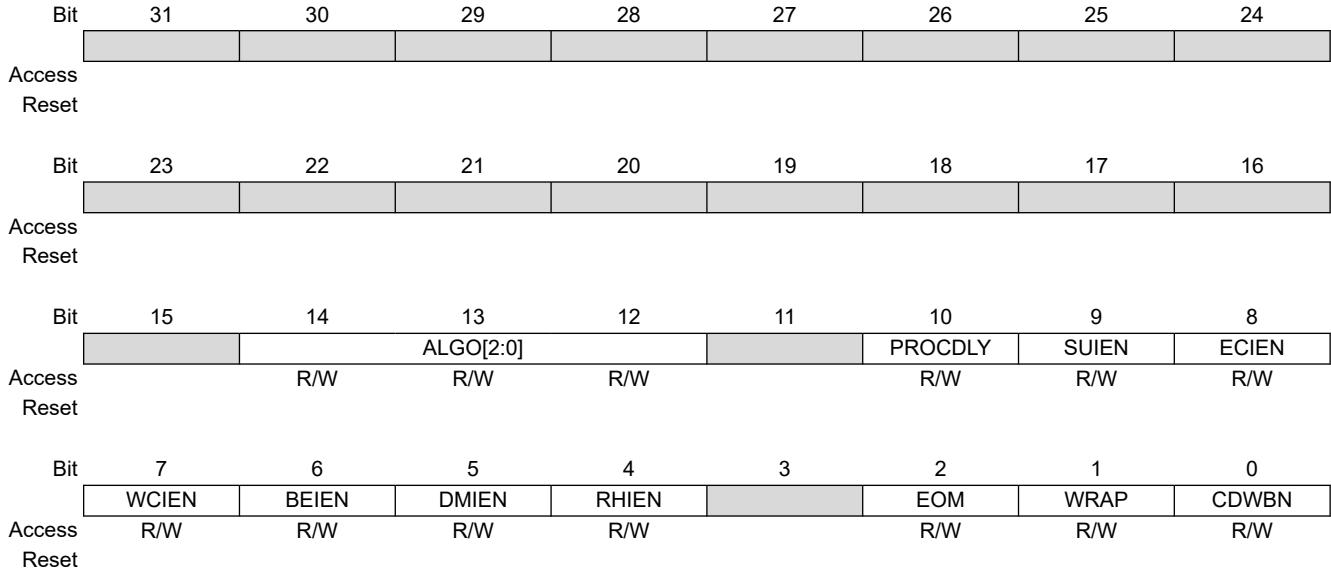 Bit 31 30 29 28 27 26 25 24
Access
Reset
Bit 23 22 21 20 19 18 17 16
Access
Reset
Bit 15 14 13 12 11 10 9 8
ALGO[2:0] PROCDLY SUIEN ECIEN
Access R/W R/W R/W R/W R/W R/W
Reset
Bit 7 6 5 4 3 2 1 0
WCIEN BEIEN DMIEN RHIEN EOM WRAP CDWBN
Access R/W R/W R/W R/W R/W R/W R/W
Reset